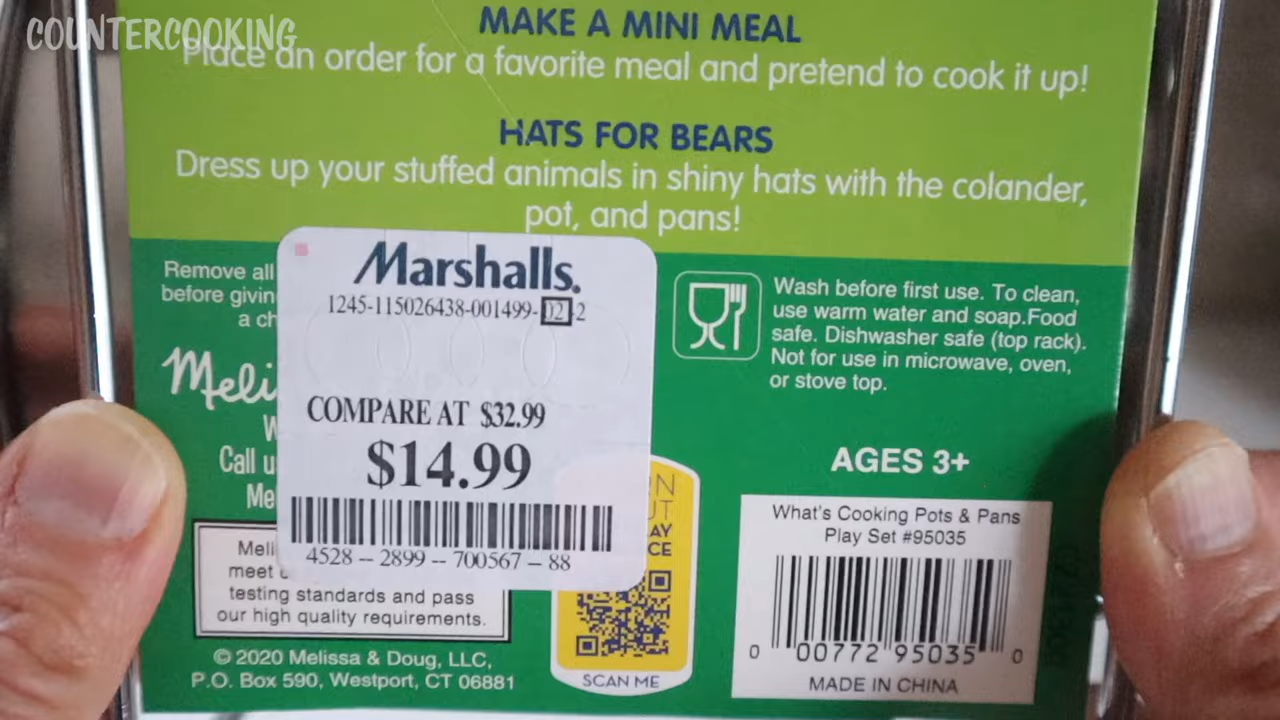 COUNTERCOOKING
MAKE A MINI MEAL
Place an order for a favorite meal and pretend to cook it up!
HATS FOR BEARS
Dress up your stuffed animals in shiny hats with the colander,
pot, and pans!
Remove all
before
a
Marshalls.
1245-115026438-001499-02-2
COMPARE AT $32.99
$14.99
4528 -- 2899 -- 700567 -- 88
Wash before first use. To clean,
use warm water and soap.Food
safe. Dishwasher safe (top rack).
Not for use in microwave, oven,
or stove top.
Call
AGES 3+
meet
testing standards and pass
our high quality requirements.
© 2020 Melissa & Doug, LLC,
P.O. Box 590, Westport, CT 06881
SCAN ME
What's Cooking Pots & Pans
Play Set #95035
0 00772 95035 0
MADE IN CHINA